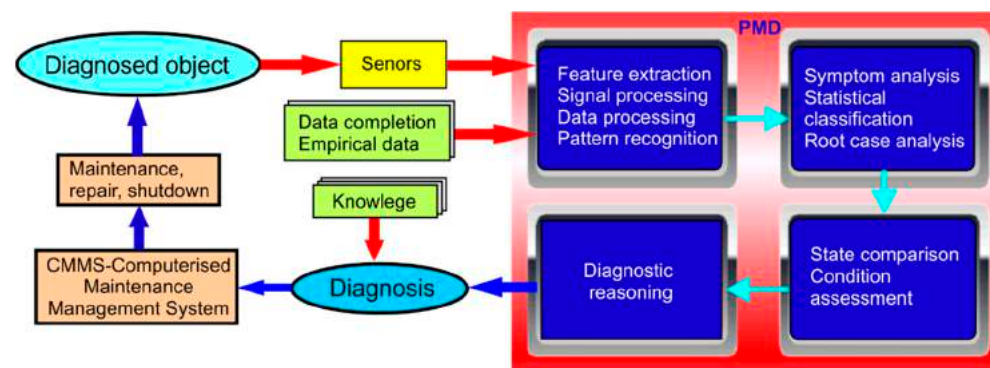 PMD
Diagnosed object
Senors
Feature extraction
Signal processing
Data processing
Pattern recognition
Symptom analysis
Statistical
classification
Root case analysis
Data completion
Empirical data
Maintenance,
repair, shutdown
Knowlege
CMMS-Computerised
Maintenance
Management System
Diagnosis
Diagnostic
reasoning
State comparison
Condition
assessment